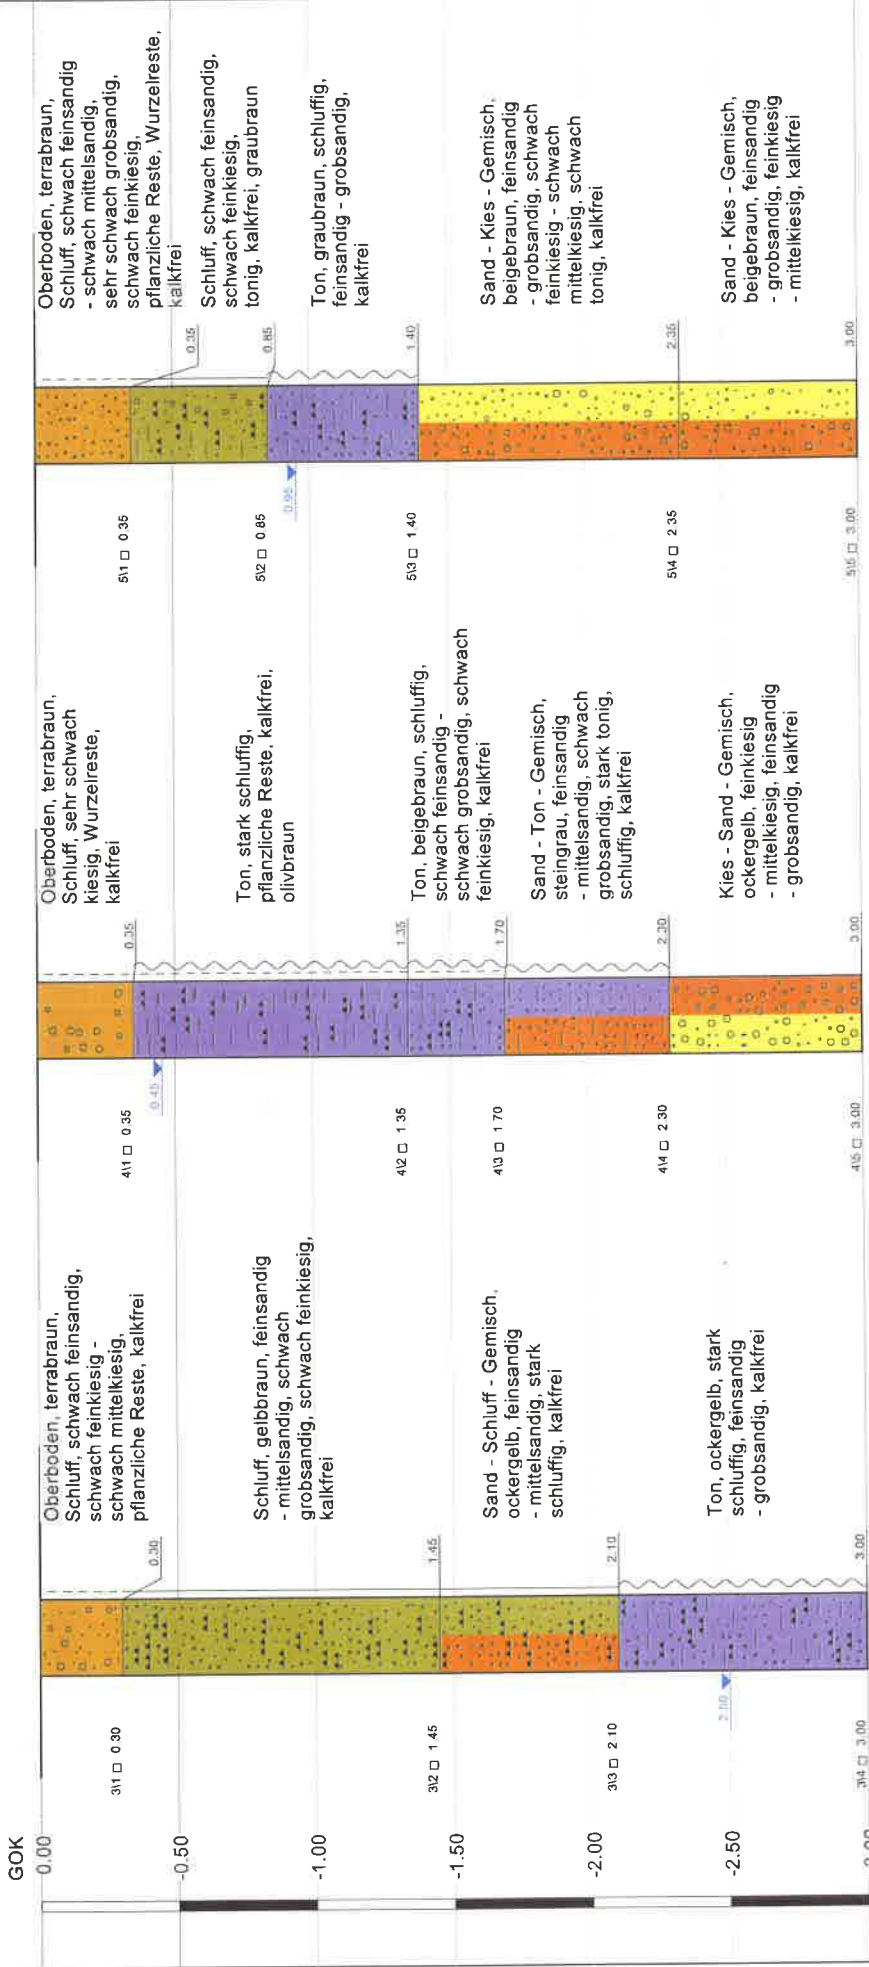 GOK
0.00
-0.50
-1.00
-1.50
-2.00
-2.50
3\1 □ 0.30
3\2 □ 1.45
3\3 □ 2.10
3\4 □ 3.00
2.50
0.30
1.45
2.10
3.00
Oberboden, terrabraun,
Schluff, schwach feinsandig,
schwach feinkiesig -
schwach mittelkiesig,
pflanzliche Reste, kalkfrei
Schluff, gelbbraun, feinsandig
- mittelsandig, schwach
grobsandig, schwach feinkiesig,
kalkfrei
Sand - Schluff - Gemisch,
ockergelb, feinsandig
- mittelsandig, stark
schluffig, kalkfrei
Ton, ockergelb, stark
schluffig, feinsandig
- grobsandig, kalkfrei
4\1 □ 0.35
4\2 □ 1.35
4\3 □ 1.70
4\4 □ 2.30
4\5 □ 3.00
0.45
0.35
1.35
1.70
2.30
3.00
Oberboden, terrabraun,
Schluff, sehr schwach
kiesig, Wurzelreste,
kalkfrei
Ton, stark schluffig,
pflanzliche Reste, kalkfrei,
olivbraun
Ton, beigebraun, schluffig,
schwach feinsandig -
schwach grobsandig, schwach
feinkiesig, kalkfrei
Sand - Ton - Gemisch,
steingrau, feinsandig
- mittelsandig, schwach
grobsandig, stark tonig,
schluffig, kalkfrei
Kies - Sand - Gemisch,
ockergelb, feinkiesig
- mittelkiesig, feinsandig
- grobsandig, kalkfrei
5\1 □ 0.35
5\2 □ 0.85
5\3 □ 1.40
5\4 □ 2.35
5\5 □ 3.00
0.95
0.35
0.85
1.40
2.35
3.00
Oberboden, terrabraun,
Schluff, schwach feinsandig
- schwach mittelsandig,
sehr schwach grobsandig,
schwach feinkiesig,
pflanzliche Reste, Wurzelreste,
kalkfrei
Schluff, schwach feinsandig,
schwach feinkiesig,
tonig, kalkfrei, graubraun
Ton, graubraun, schluffig,
feinsandig - grobsandig,
kalkfrei
Sand - Kies - Gemisch,
beigebraun, feinsandig
- grobsandig, schwach
feinkiesig - schwach
mittelkiesig, schwach
tonig, kalkfrei
Sand - Kies - Gemisch,
beigebraun, feinsandig
- grobsandig, feinkiesig
- mittelkiesig, kalkfrei